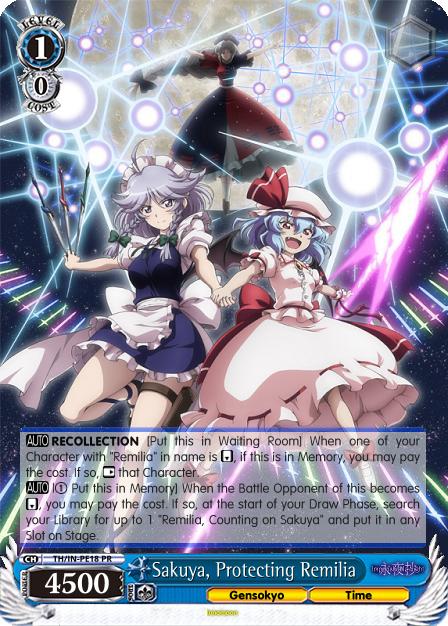 LEVEL
1
0
COST
AUTO RECOLLECTION [Put this in Waiting Room] When one of your
Character with "Remilia" in name is , if this is in Memory, you may pay
the cost. If so, that Character.
AUTO [① Put this in Memory] When the Battle Opponent of this becomes
, you may pay the cost. If so, at the start of your Draw Phase, search
your Library for up to 1 "Remilia, Counting on Sakuya" and put it in any
Slot on Stage.
CH TH/IN-PE18 PR
POWER 4500 SOUL
Sakuya, Protecting Remilia
Gensokyo Time